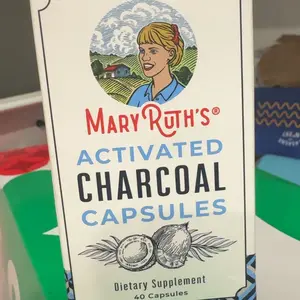 MARY RUTH'S®
ACTIVATED
CHARCOAL
CAPSULES
Dietary Supplement
40 Capsules